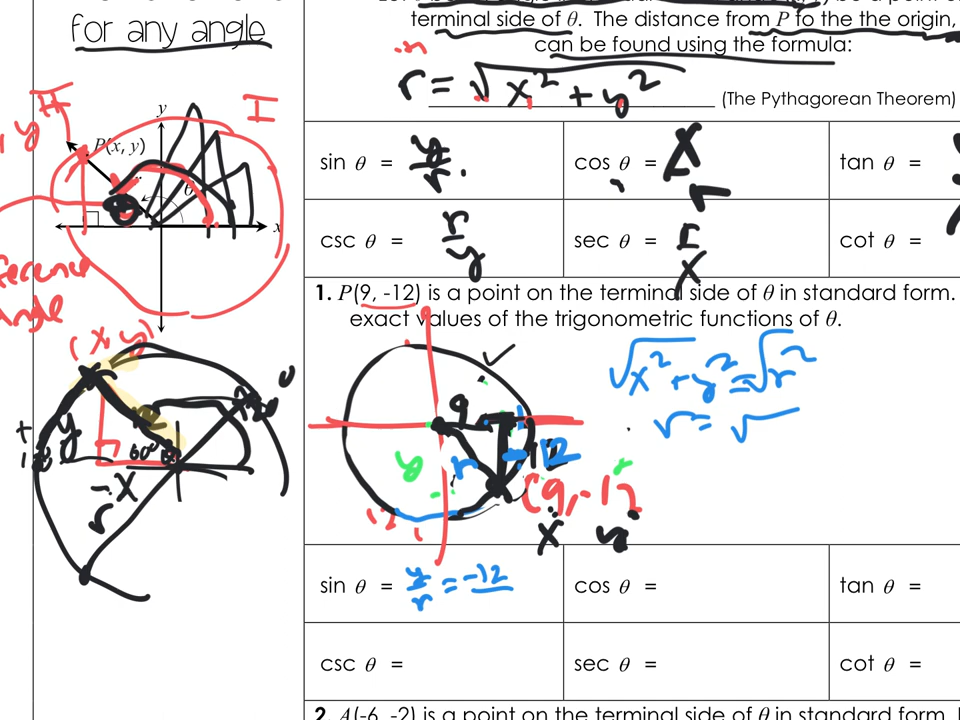 for any angle
terminal side of θ. The distance from P to the the origin,
can be found using the formula:
r = √x² + y² (The Pythagorean Theorem)
sin θ = y/r
cos θ = x/r
tan θ =
csc θ = r/y
sec θ = r/x
cot θ =
II
I
y
P(x, y)
θ
x
Angle
(x, y)
y
60°
-x
r
1. P(9, -12) is a point on the terminal side of θ in standard form.
exact values of the trigonometric functions of θ.
√x² + y² = √r²
r = √
9
r
-12
y
(9, -12
x
y
sin θ = y/r = -12
cos θ =
tan θ =
csc θ =
sec θ =
cot θ =
2. A(-6, -2) is a point on the terminal side of θ in standard form.